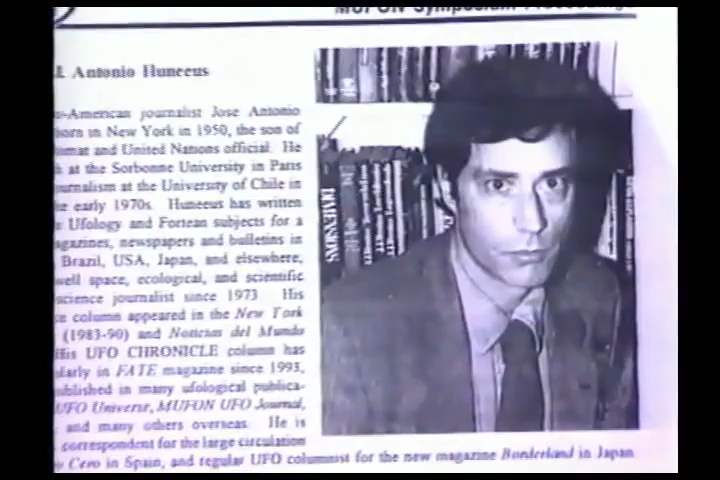 MUFON Symposium Proceedings
J. Antonio Huneeus
-American journalist Jose Antonio
born in New York in 1950, the son of
omat and United Nations official. He
at the Sorbonne University in Paris
ournalism at the University of Chile in
e early 1970s. Huneeus has written
Ufology and Fortean subjects for a
agazines, newspapers and bulletins in
Brazil, USA, Japan, and elsewhere,
well space, ecological, and scientific
science journalist since 1973. His
column appeared in the New York
(1983-90) and Noticias del Mundo
His UFO CHRONICLE column has
ularly in FATE magazine since 1993,
ublished in many ufological publica-
UFO Universe, MUFON UFO Journal,
and many others overseas. He is
correspondent for the large circulation
Cero in Spain, and regular UFO columnist for the new magazine Borderland in Japan
DIMENSIONS